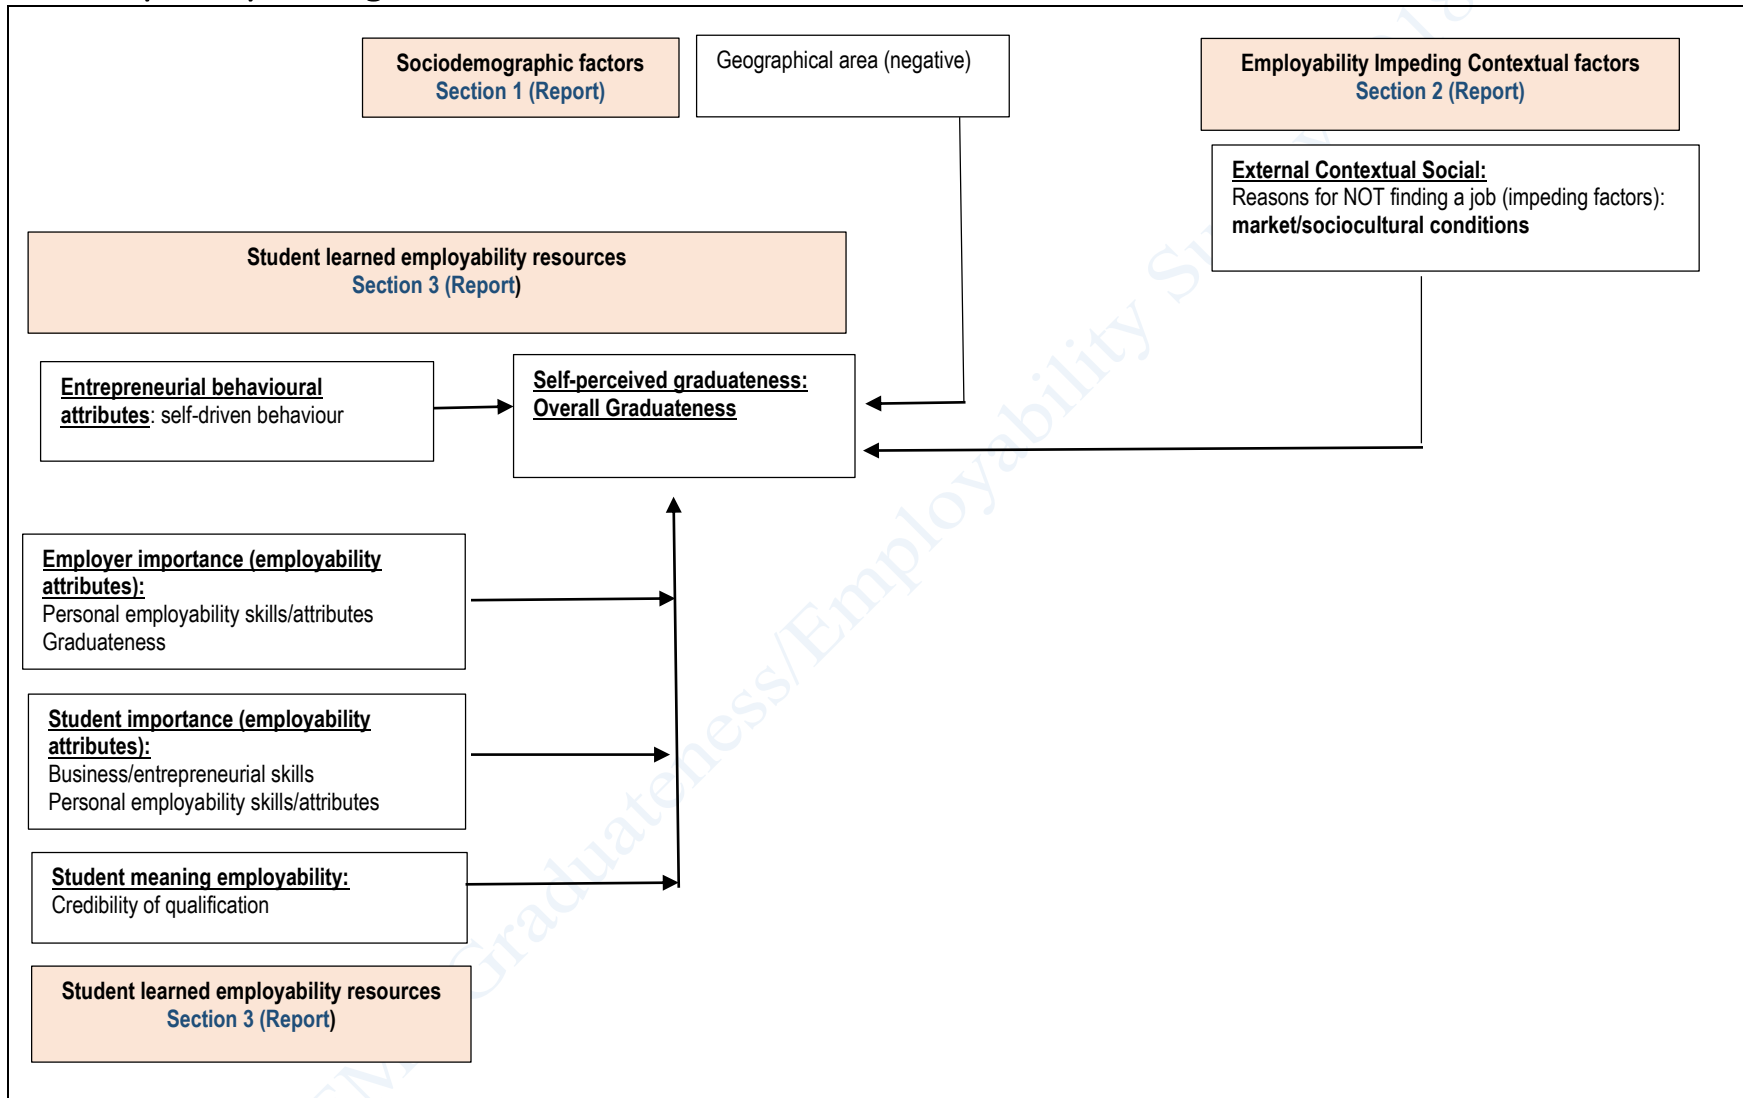 Sociodemographic factors
Section 1 (Report)
Geographical area (negative)
Employability Impeding Contextual factors
Section 2 (Report)
External Contextual Social:
Reasons for NOT finding a job (impeding factors):
market/sociocultural conditions
Student learned employability resources
Section 3 (Report)
Entrepreneurial behavioural
attributes: self-driven behaviour
Self-perceived graduateness:
Overall Graduateness
Employer importance (employability
attributes):
Personal employability skills/attributes
Graduateness
Student importance (employability
attributes):
Business/entrepreneurial skills
Personal employability skills/attributes
Student meaning employability:
Credibility of qualification
Student learned employability resources
Section 3 (Report)
Graduateness/Employability